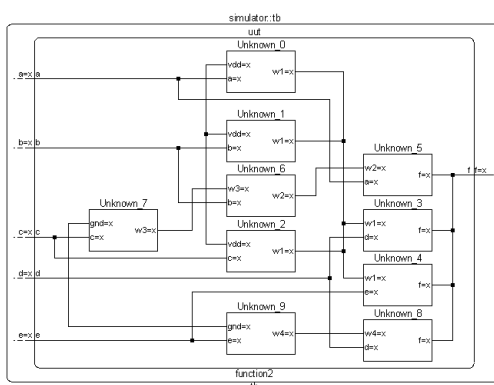 simulator::tb
uut
Unknown_0
vdd=x
w1=x
a=x a
a=x
Unknown_1
vdd=x
w1=x
b=x b
b=x
Unknown_5
Unknown_6
w2=x
f=x
f f=x
w3=x
w2=x
a=x
b=x
Unknown_7
Unknown_3
Unknown_2
gnd=x
w3=x
w1=x
f=x
c=x c
c=x
vdd=x
w1=x
d=x
c=x
Unknown_4
d=x d
w1=x
f=x
e=x
Unknown_9
Unknown_8
gnd=x
w4=x
w4=x
f=x
e=x e
e=x
d=x
function2